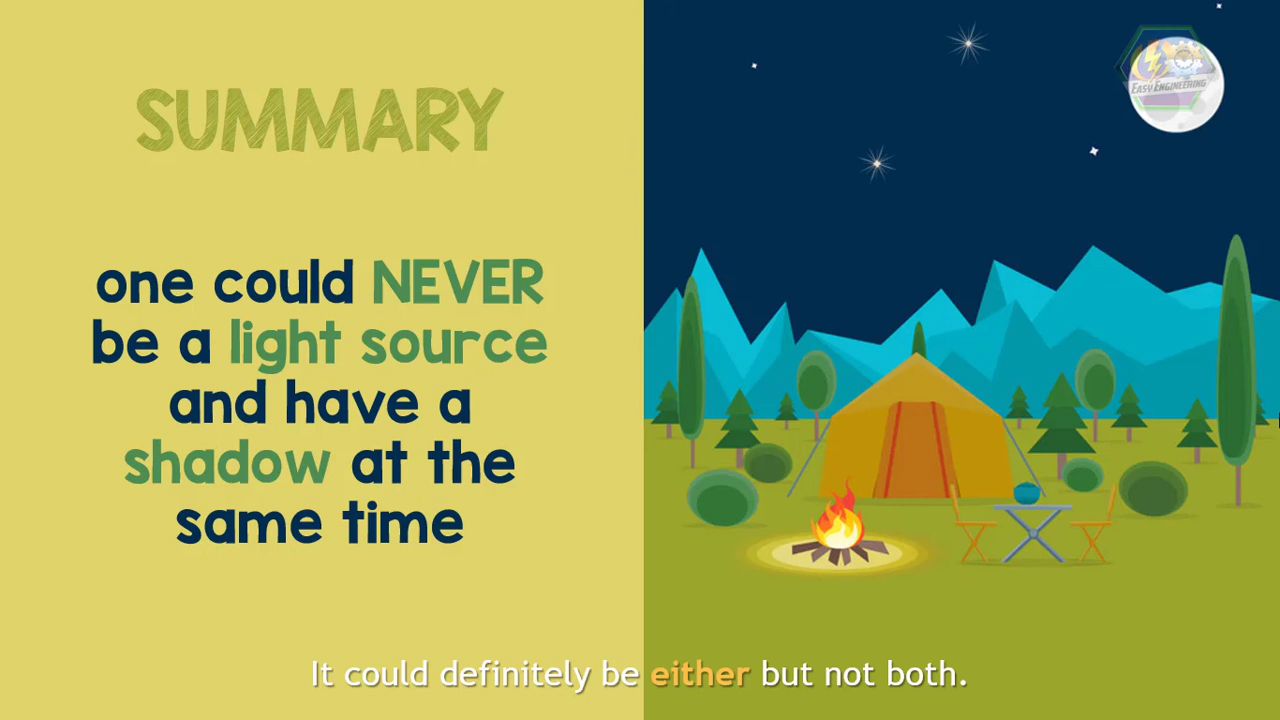 SUMMARY
one could NEVER
be a light source
and have a
shadow at the
same time
EASY ENGINEERING
It could definitely be either but not both.